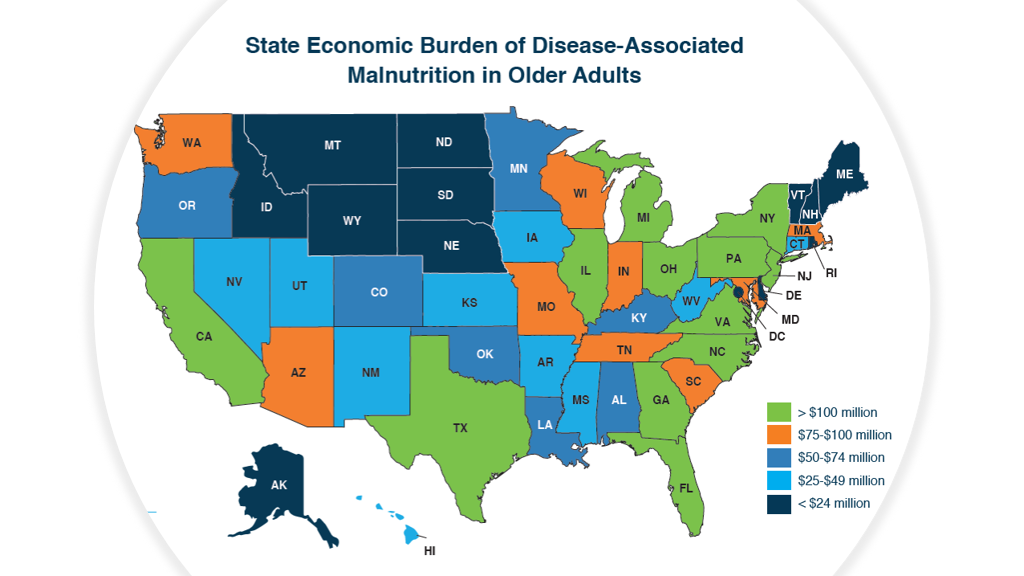 State Economic Burden of Disease-Associated
Malnutrition in Older Adults
WA
MT
ND
MN
ME
OR
ID
SD
WI
VT
NH
WY
MI
NY
MA
NE
IA
CT
RI
NV
UT
CO
IL
IN
OH
PA
NJ
DE
KS
MO
WV
MD
KY
VA
DC
CA
AZ
NM
OK
AR
TN
NC
SC
MS
AL
GA
TX
LA
FL
AK
HI
> $100 million
$75-$100 million
$50-$74 million
$25-$49 million
< $24 million